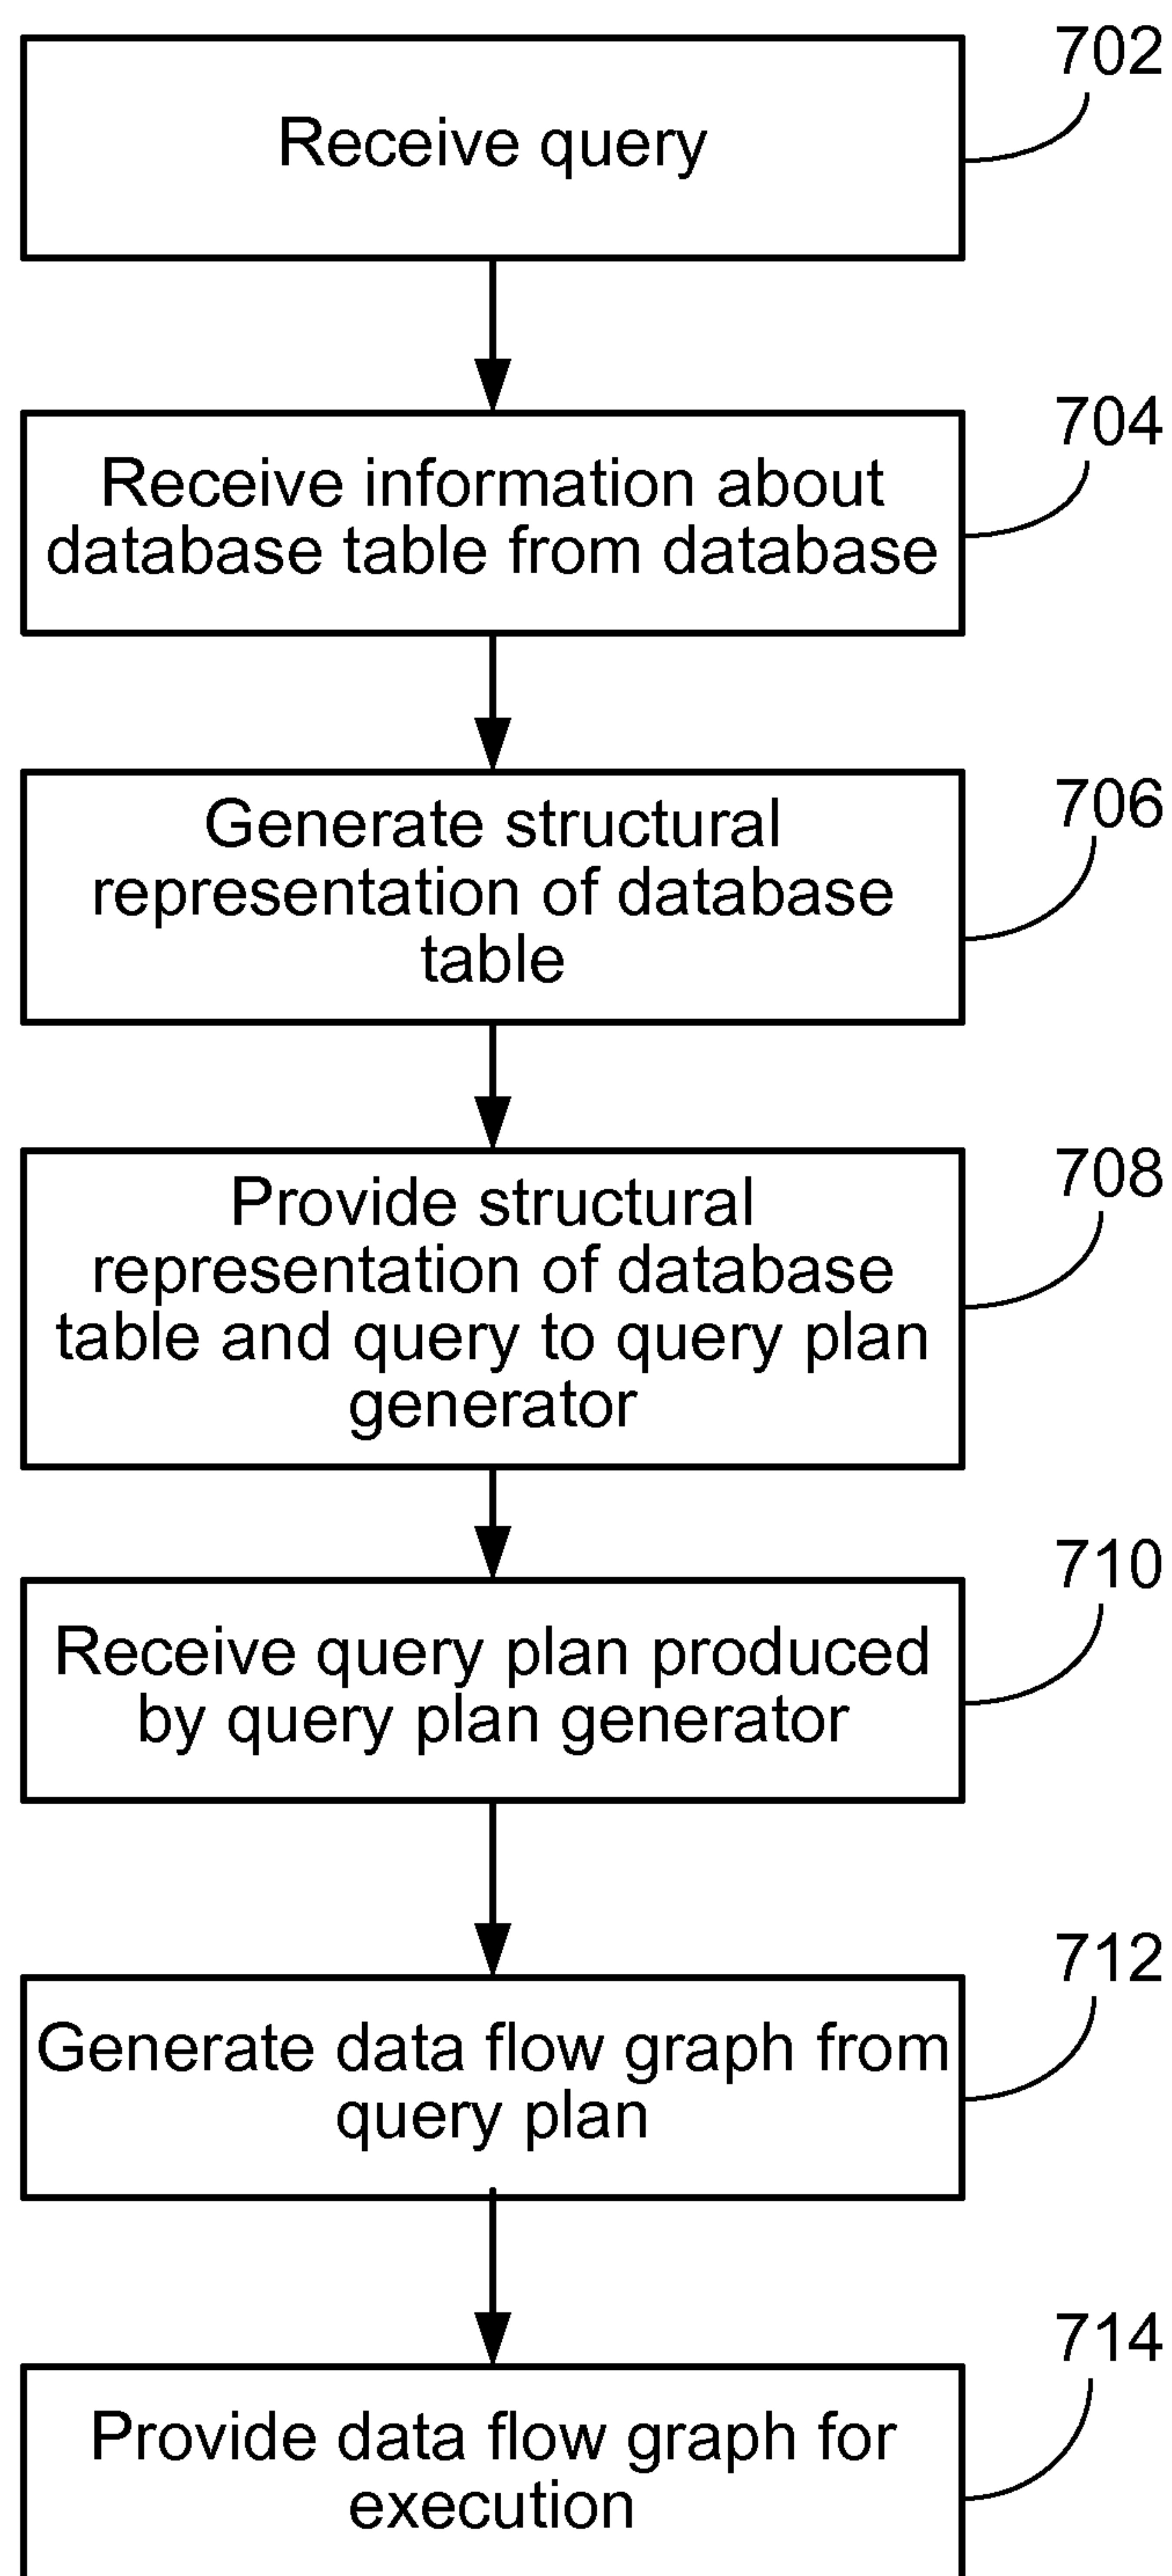 702
Receive query
704
Receive information about
database table from database
706
Generate structural
representation of database
table
708
Provide structural
representation of database
table and query to query plan
generator
710
Receive query plan produced
by query plan generator
712
Generate data flow graph from
query plan
714
Provide data flow graph for
execution